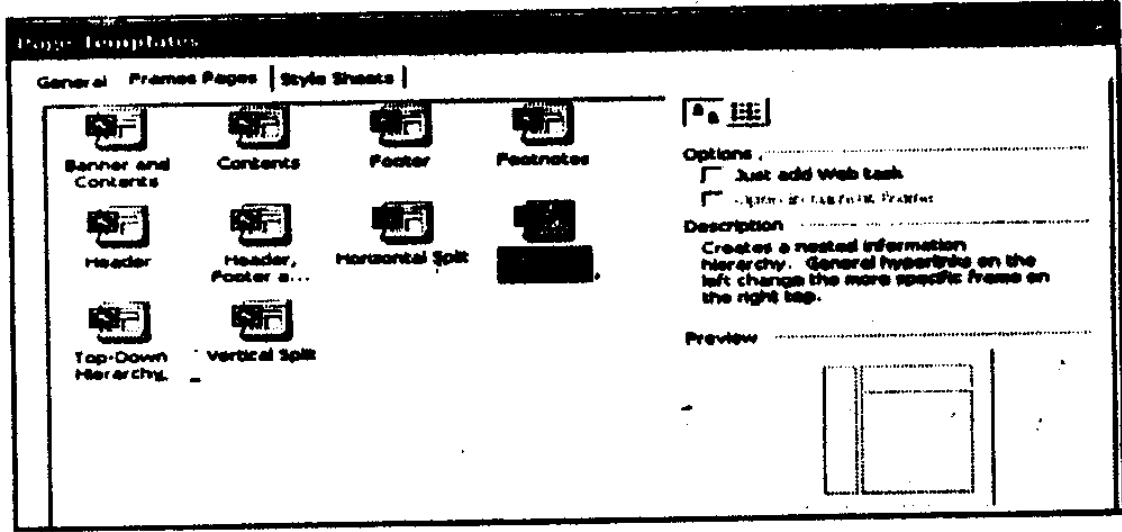 Page Templates
General Frames Pages Style Sheets
Banner and
Contents
Contents
Footer
Footnotes
Header
Header,
Footer a...
Horizontal Split
Top-Down
Hierarchy.
Vertical Split
Options
Just add Web task
Description
Creates a nested information
hierarchy. General hyperlinks on the
left change the more specific frame on
the right top.
Preview